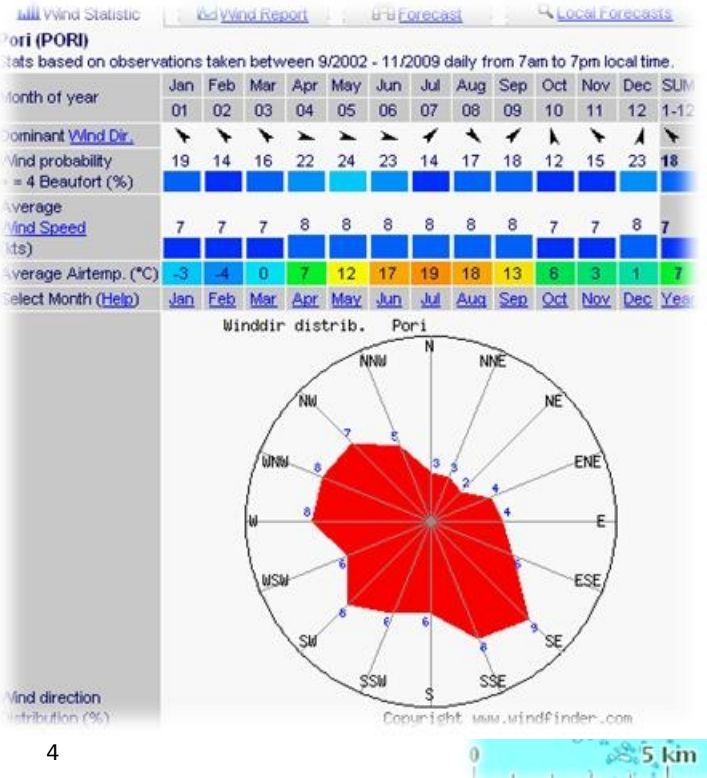 Wind Statistic Wind Report Forecast Local Forecasts
Pori (PORI)
Stats based on observations taken between 9/2002 - 11/2009 daily from 7am to 7pm local time.
Month of year Jan Feb Mar Apr May Jun Jul Aug Sep Oct Nov Dec SUM
01 02 03 04 05 06 07 08 09 10 11 12 1-12
Dominant Wind Dir.
Wind probability 19 14 16 22 24 23 14 17 18 12 15 23 18
> = 4 Beaufort (%)
Average
Wind Speed 7 7 7 8 8 8 8 8 8 7 7 8 7
(kts)
Average Airtemp. (°C) -3 -4 0 7 12 17 19 18 13 6 3 1 7
Select Month (Help) Jan Feb Mar Apr May Jun Jul Aug Sep Oct Nov Dec Year
Winddir distrib. Pori
N
NNW NNE
NW NE
7 5 3 3 2
WNW 8 4 ENE
W 8 4 E
WSW 6 5 ESE
8 6 6 8 9
SW SE
SSW SSE
S
Wind direction
Distribution (%)
Copyright www.windfinder.com
4
0 5 km